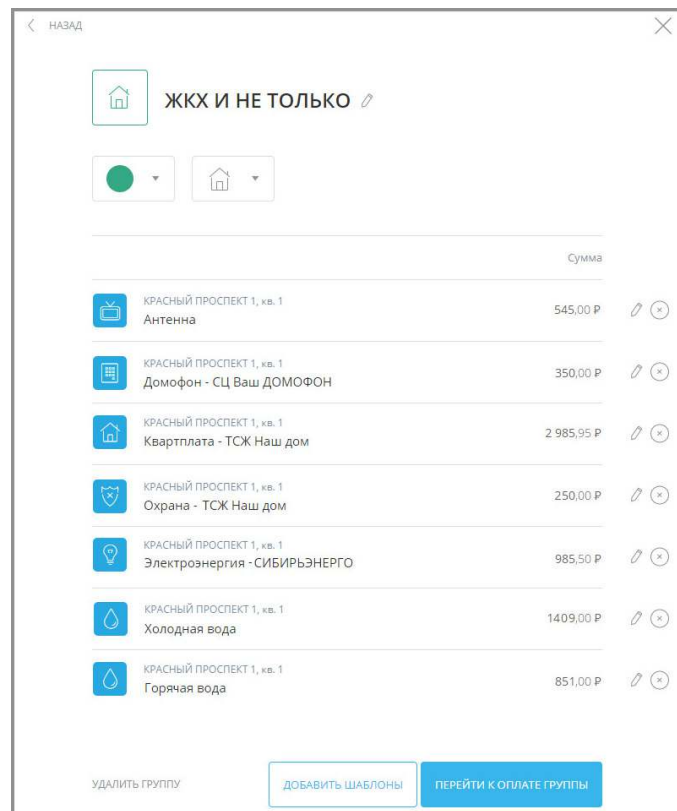 НАЗАД
ЖКХ И НЕ ТОЛЬКО
Сумма
КРАСНЫЙ ПРОСПЕКТ 1, кв. 1
Антенна
545,00 ₽
КРАСНЫЙ ПРОСПЕКТ 1, кв. 1
Домофон - СЦ Ваш ДОМОФОН
350,00 ₽
КРАСНЫЙ ПРОСПЕКТ 1, кв. 1
Квартплата - ТСЖ Наш дом
2 985,95 ₽
КРАСНЫЙ ПРОСПЕКТ 1, кв. 1
Охрана - ТСЖ Наш дом
250,00 ₽
КРАСНЫЙ ПРОСПЕКТ 1, кв. 1
Электроэнергия - СИБИРЬЭНЕРГО
985,50 ₽
КРАСНЫЙ ПРОСПЕКТ 1, кв. 1
Холодная вода
1409,00 ₽
КРАСНЫЙ ПРОСПЕКТ 1, кв. 1
Горячая вода
851,00 ₽
УДАЛИТЬ ГРУППУ
ДОБАВИТЬ ШАБЛОНЫ
ПЕРЕЙТИ К ОПЛАТЕ ГРУППЫ